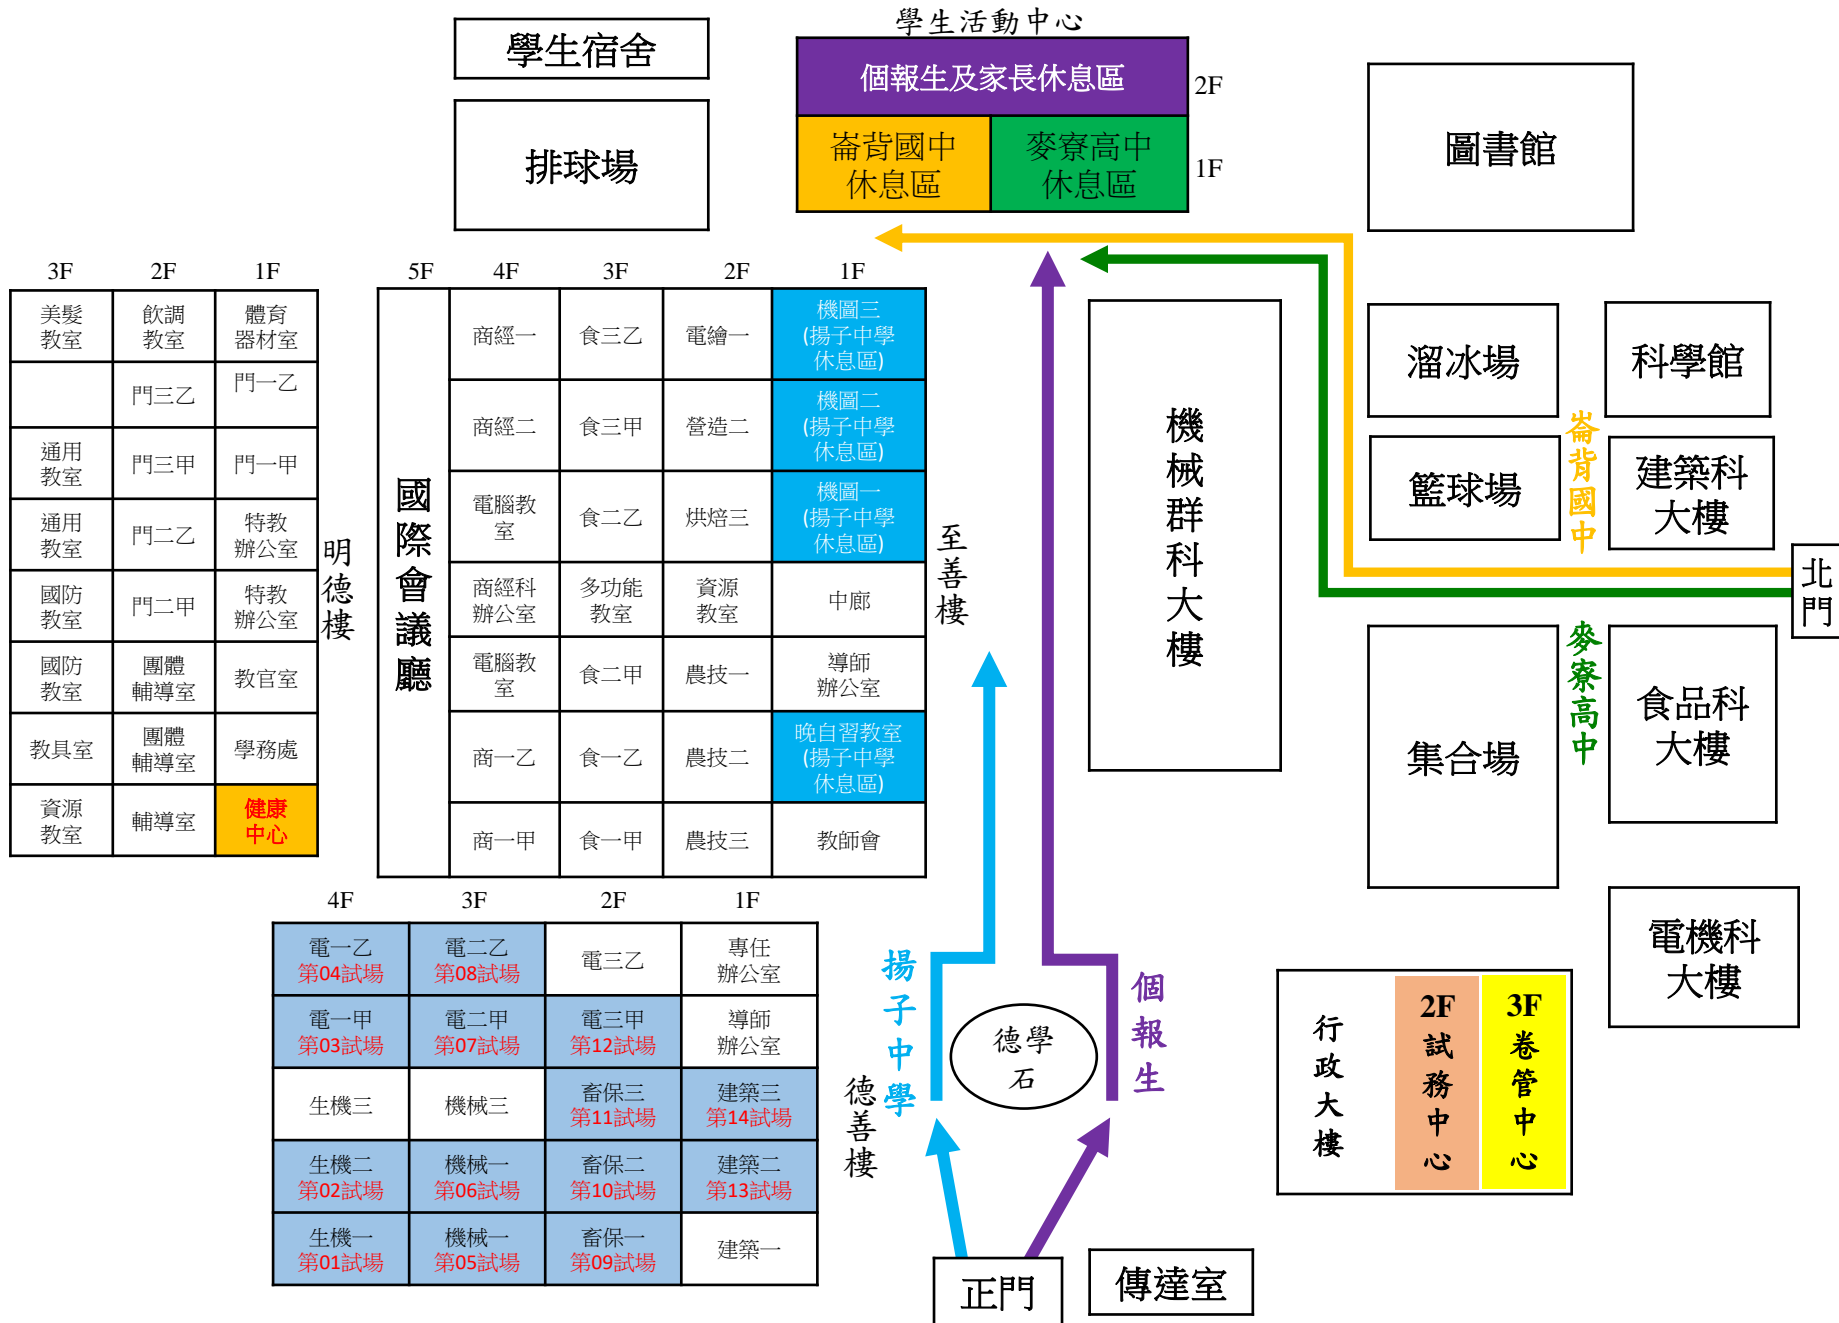 學生活動中心
學生宿舍
排球場
個報生及家長休息區
2F
崙背國中
休息區
麥寮高中
休息區
1F
圖書館
3F
2F
1F
美髮
教室
飲調
教室
體育
器材室
門三乙
門一乙
通用
教室
門三甲
門一甲
通用
教室
門二乙
特教
辦公室
國防
教室
門二甲
特教
辦公室
國防
教室
團體
輔導室
教官室
教具室
團體
輔導室
學務處
資源
教室
輔導室
健康
中心
明德樓
5F
4F
3F
2F
1F
國際會議廳
商經一
食三乙
電繪一
機圖三
(揚子中學
休息區)
商經二
食三甲
營造二
機圖二
(揚子中學
休息區)
電腦教
室
食二乙
烘焙三
機圖一
(揚子中學
休息區)
商經科
辦公室
多功能
教室
資源
教室
中廊
電腦教
室
食二甲
農技一
導師
辦公室
商一乙
食一乙
農技二
晚自習教室
(揚子中學
休息區)
商一甲
食一甲
農技三
教師會
至善樓
機械群科大樓
溜冰場
科學館
籃球場
崙背國中
建築科
大樓
北門
麥寮高中
集合場
食品科
大樓
電機科
大樓
4F
3F
2F
1F
電一乙
第04試場
電二乙
第08試場
電三乙
專任
辦公室
電一甲
第03試場
電二甲
第07試場
電三甲
第12試場
導師
辦公室
生機三
機械三
畜保三
第11試場
建築三
第14試場
生機二
第02試場
機械一
第06試場
畜保二
第10試場
建築二
第13試場
生機一
第01試場
機械一
第05試場
畜保一
第09試場
建築一
德善樓
揚子中學
德學
石
個報生
行政大樓
2F
試務中心
3F
卷管中心
正門
傳達室